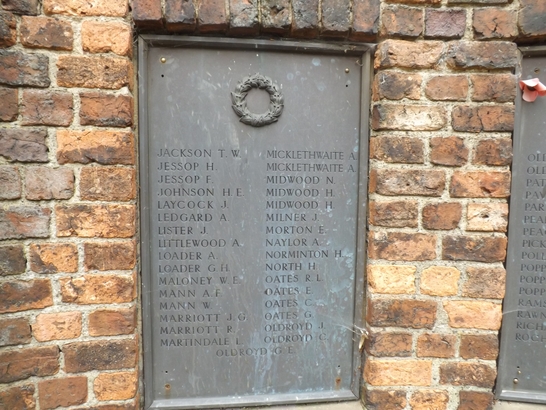 JACKSON T. W.
JESSOP H.
JESSOP F.
JOHNSON H. E.
LAYCOCK J.
LEDGARD A.
LISTER J.
LITTLEWOOD A.
LOADER A.
LOADER G. H.
MALONEY W. E.
MANN A. F.
MANN W.
MARRIOTT J. G.
MARRIOTT R.
MARTINDALE L.
MICKLETHWAITE A.
MICKLETHWAITE A.
MIDWOOD N.
MIDWOOD H.
MIDWOOD H.
MILNER J.
MORTON E.
NAYLOR A.
NORMINTON H.
NORTH H.
OATES R. L.
OATES E.
OATES C.
OATES G.
OLDROYD J.
OLDROYD C.
OLDROYD G. E.